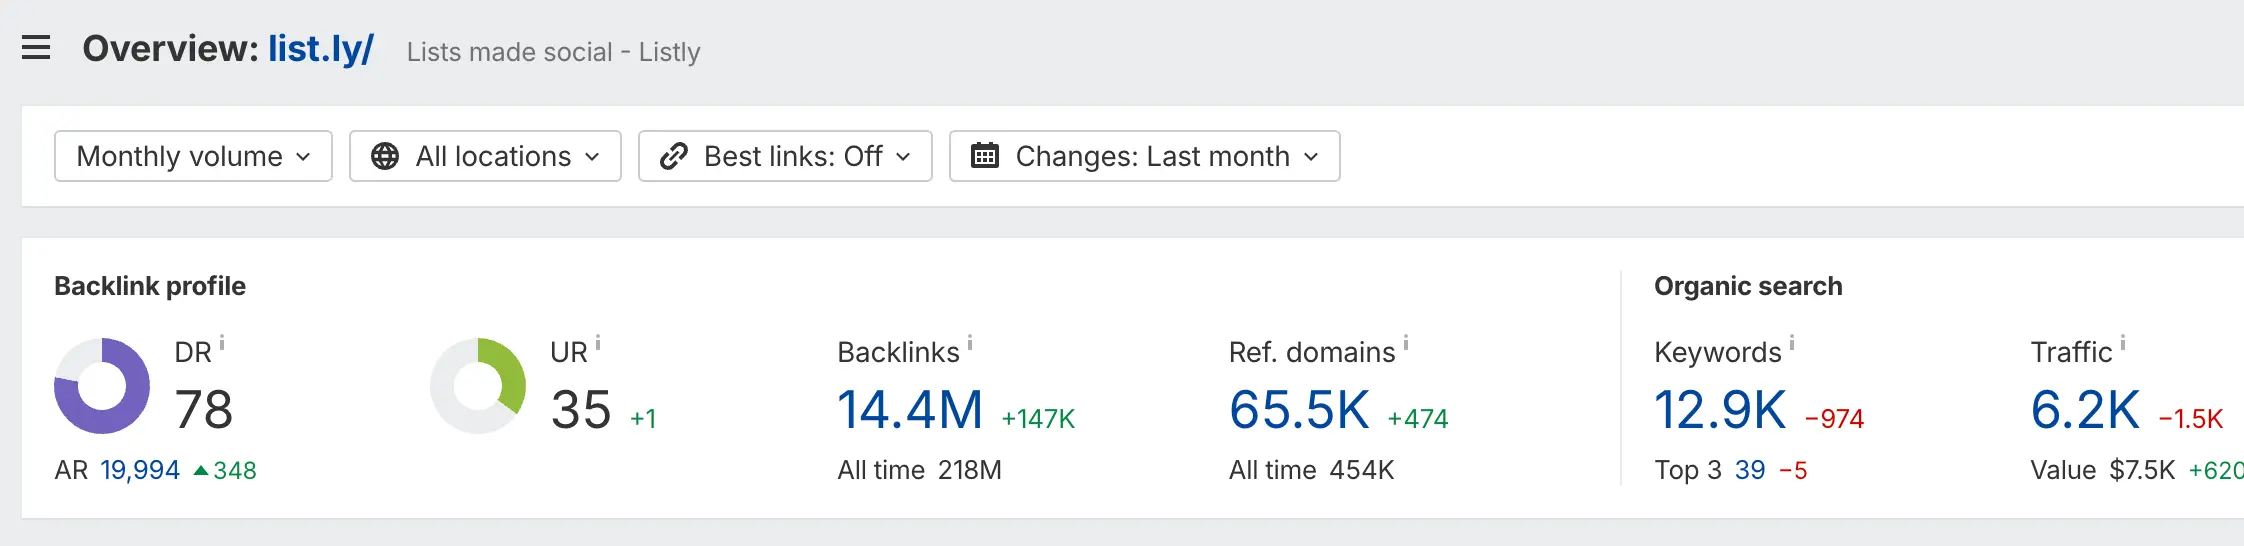 Overview: list.ly/ Lists made social - Listly
Monthly volume All locations Best links: Off Changes: Last month
Backlink profile
DR i
78
AR 19,994 ▲348
UR i
35 +1
Backlinks i
14.4M +147K
All time 218M
Ref. domains i
65.5K +474
All time 454K
Organic search
Keywords i
12.9K −974
Top 3 39 −5
Traffic i
6.2K −1.5K
Value $7.5K +620